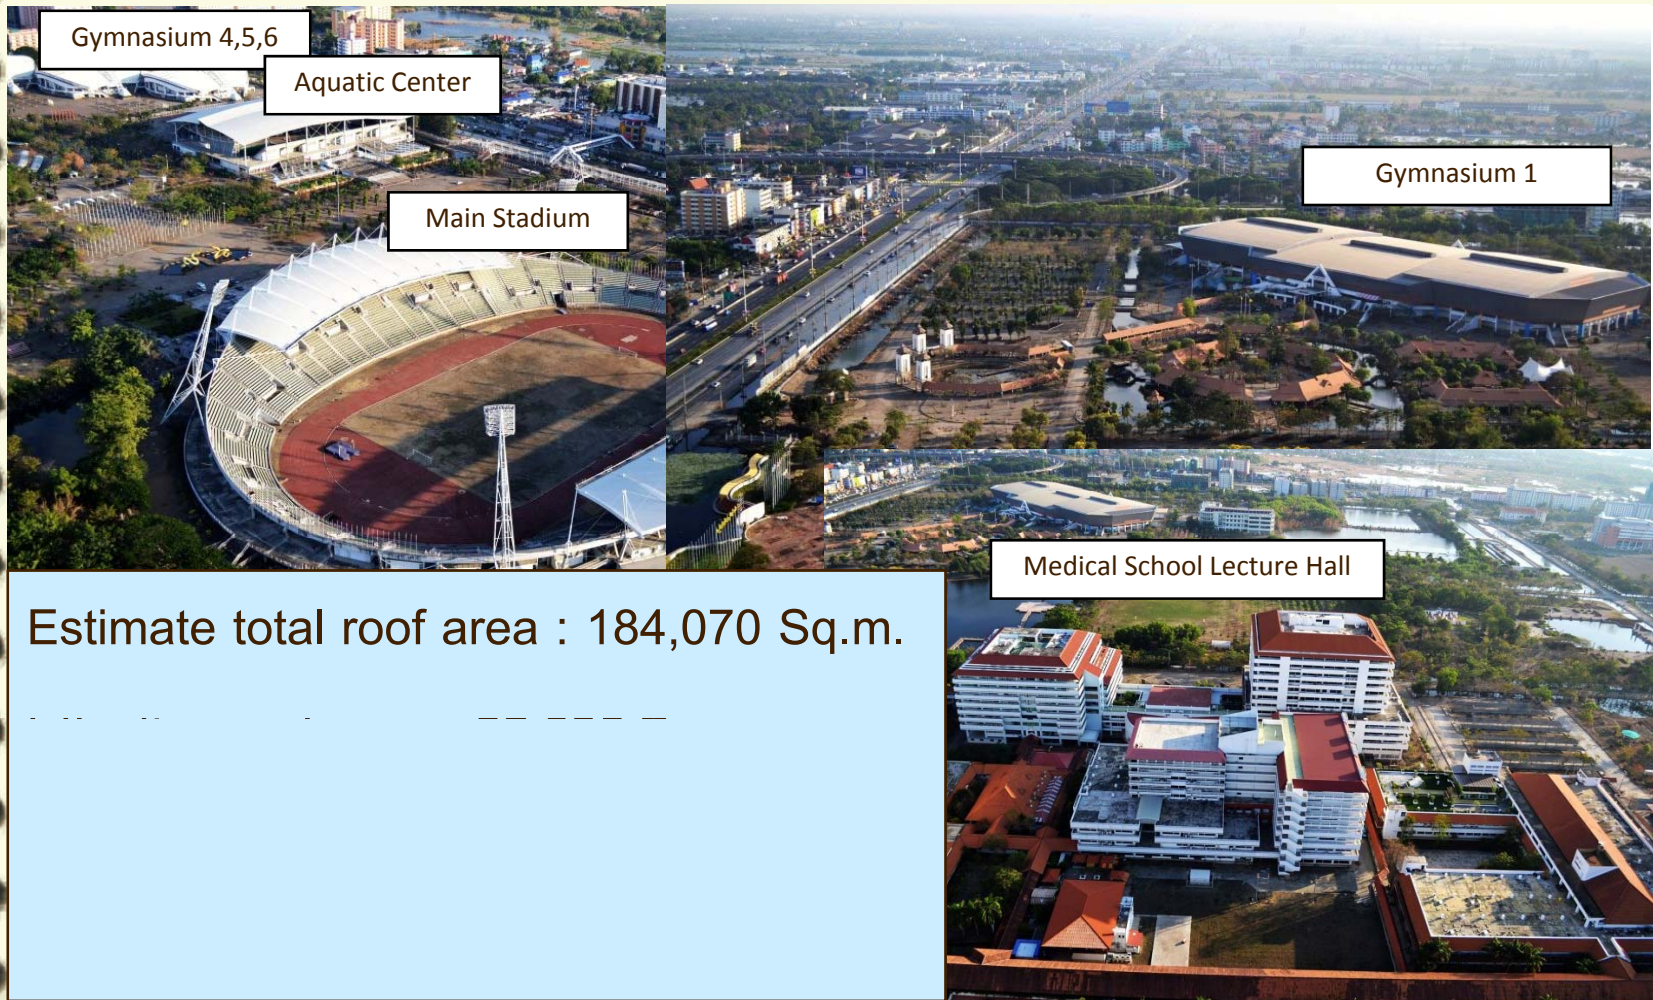 Gymnasium 4,5,6
Aquatic Center
Main Stadium
Gymnasium 1
Medical School Lecture Hall
Estimate total roof area : 184,070 Sq.m.